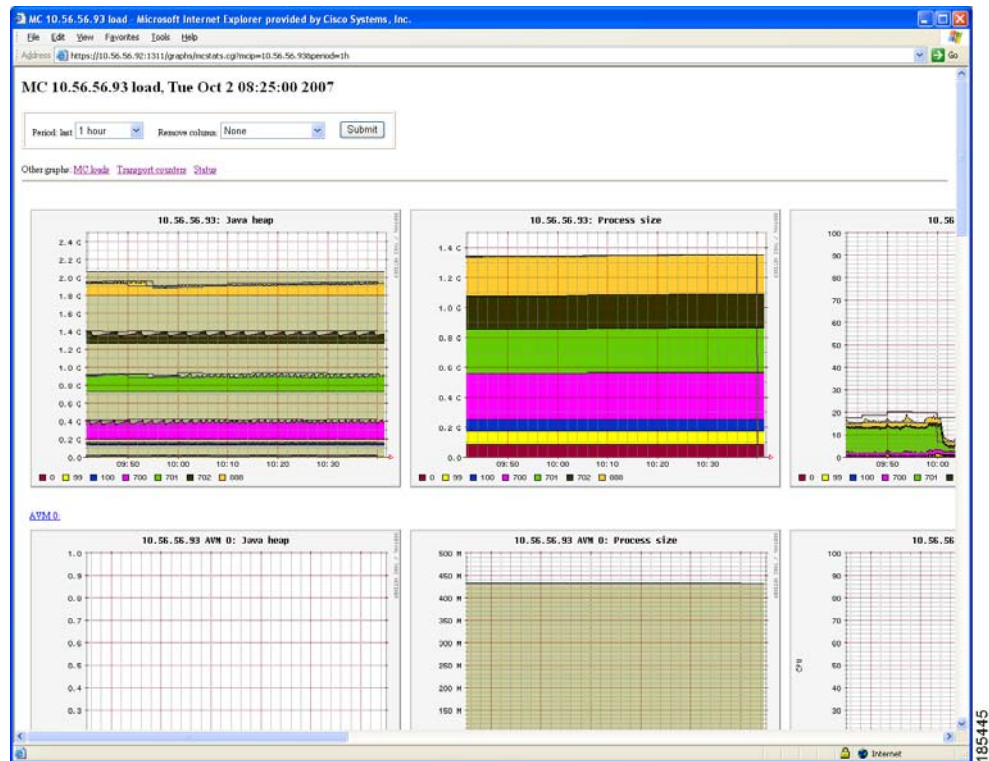 MC 10.56.56.93 load - Microsoft Internet Explorer provided by Cisco Systems, Inc.
File Edit View Favorites Tools Help
Address https://10.56.56.92:1311/graphs/mcstats.cgi?mcip=10.56.56.93&period=1h Go
MC 10.56.56.93 load, Tue Oct 2 08:25:00 2007
Period: last 1 hour Remove column: None Submit
Other graphs: MC loads Transport counters Status
10.56.56.93: Java heap
2.4 G
2.2 G
2.0 G
1.8 G
1.6 G
1.4 G
1.2 G
1.0 G
0.8 G
0.6 G
0.4 G
0.2 G
0.0
09:50 10:00 10:10 10:20 10:30
0 99 100 700 701 702 888
10.56.56.93: Process size
1.4 G
1.2 G
1.0 G
0.8 G
0.6 G
0.4 G
0.2 G
0.0
09:50 10:00 10:10 10:20 10:30
0 99 100 700 701 702 888
10.56
100
90
80
70
60
50
40
30
20
10
0
09:50 10:00
0 99 100 700 701
AVM 0:
10.56.56.93 AVM 0: Java heap
1.0
0.9
0.8
0.7
0.6
0.5
0.4
0.3
10.56.56.93 AVM 0: Process size
500 M
450 M
400 M
350 M
300 M
250 M
200 M
150 M
10.56.56
100
90
80
70
60
50
40
30
CPU
Internet
185445